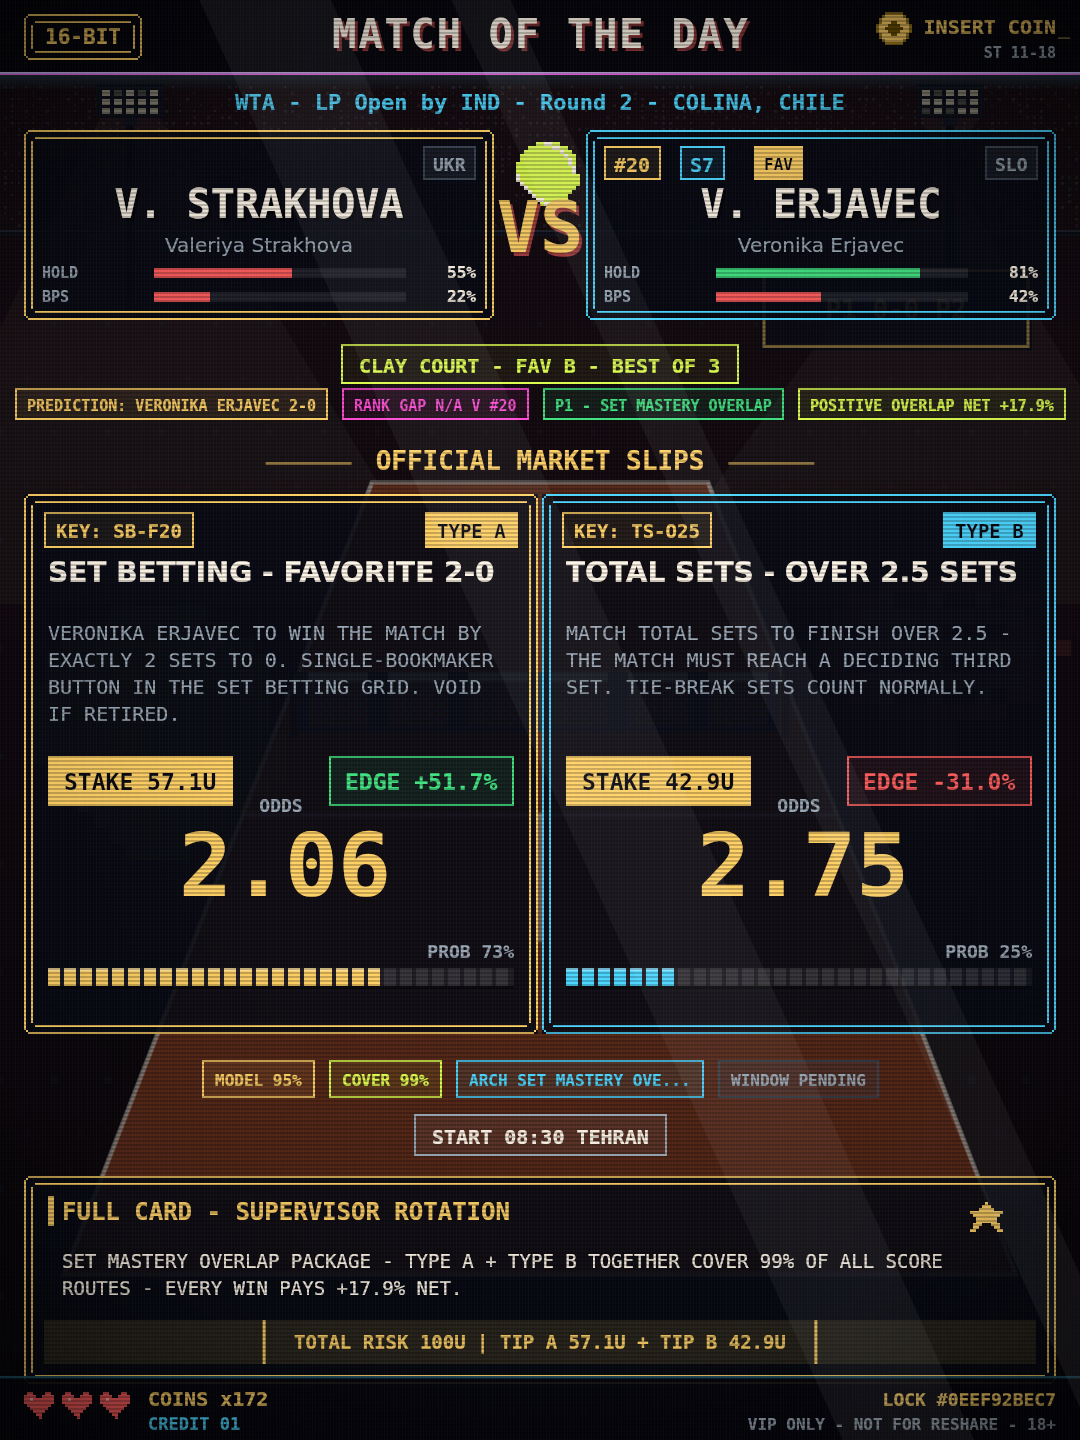 16-BIT
MATCH OF THE DAY
INSERT COIN_
ST 11-18
WTA - LP Open by IND - Round 2 - COLINA, CHILE
UKR
V. STRAKHOVA
Valeriya Strakhova
HOLD 55%
BPS 22%
VS
#20 S7 FAV SLO
V. ERJAVEC
Veronika Erjavec
HOLD 81%
BPS 42%
CLAY COURT - FAV B - BEST OF 3
PREDICTION: VERONIKA ERJAVEC 2-0
RANK GAP N/A V #20
P1 - SET MASTERY OVERLAP
POSITIVE OVERLAP NET +17.9%
OFFICIAL MARKET SLIPS
KEY: SB-F20
TYPE A
SET BETTING - FAVORITE 2-0
VERONIKA ERJAVEC TO WIN THE MATCH BY
EXACTLY 2 SETS TO 0. SINGLE-BOOKMAKER
BUTTON IN THE SET BETTING GRID. VOID
IF RETIRED.
STAKE 57.1U
EDGE +51.7%
ODDS
2.06
PROB 73%
KEY: TS-O25
TYPE B
TOTAL SETS - OVER 2.5 SETS
MATCH TOTAL SETS TO FINISH OVER 2.5 -
THE MATCH MUST REACH A DECIDING THIRD
SET. TIE-BREAK SETS COUNT NORMALLY.
STAKE 42.9U
EDGE -31.0%
ODDS
2.75
PROB 25%
MODEL 95%
COVER 99%
ARCH SET MASTERY OVE...
WINDOW PENDING
START 08:30 TEHRAN
FULL CARD - SUPERVISOR ROTATION
SET MASTERY OVERLAP PACKAGE - TYPE A + TYPE B TOGETHER COVER 99% OF ALL SCORE
ROUTES - EVERY WIN PAYS +17.9% NET.
TOTAL RISK 100U | TIP A 57.1U + TIP B 42.9U
COINS x172
CREDIT 01
LOCK #0EEF92BEC7
VIP ONLY - NOT FOR RESHARE - 18+